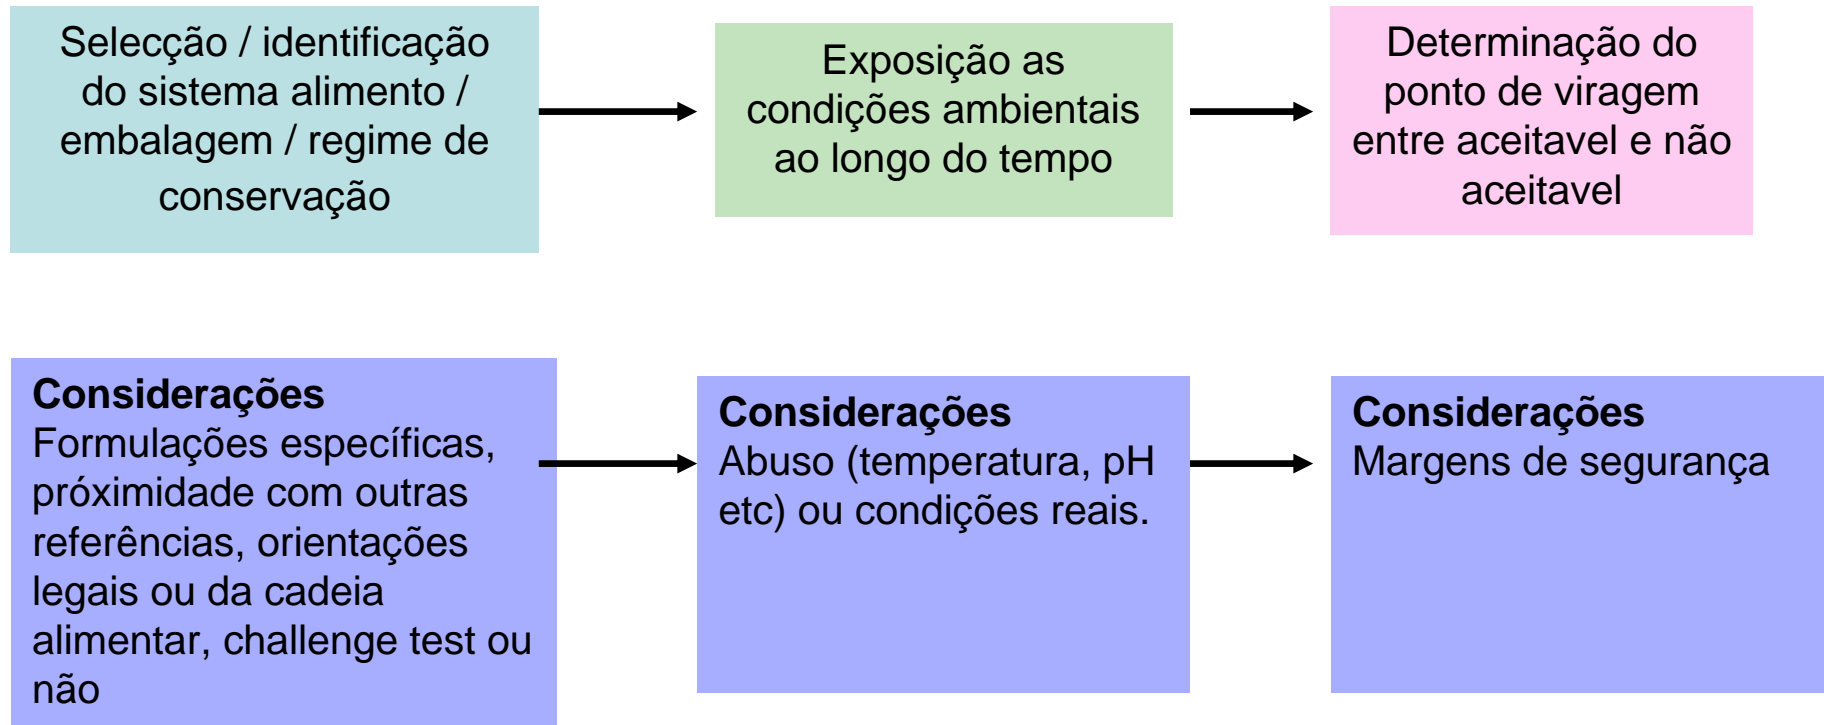 Selecção / identificação
do sistema alimento /
embalagem / regime de
conservação
Exposição as
condições ambientais
ao longo do tempo
Determinação do
ponto de viragem
entre aceitavel e não
aceitavel
Considerações
Formulações específicas,
próximidade com outras
referências, orientações
legais ou da cadeia
alimentar, challenge test ou
não
Considerações
Abuso (temperatura, pH
etc) ou condições reais.
Considerações
Margens de segurança